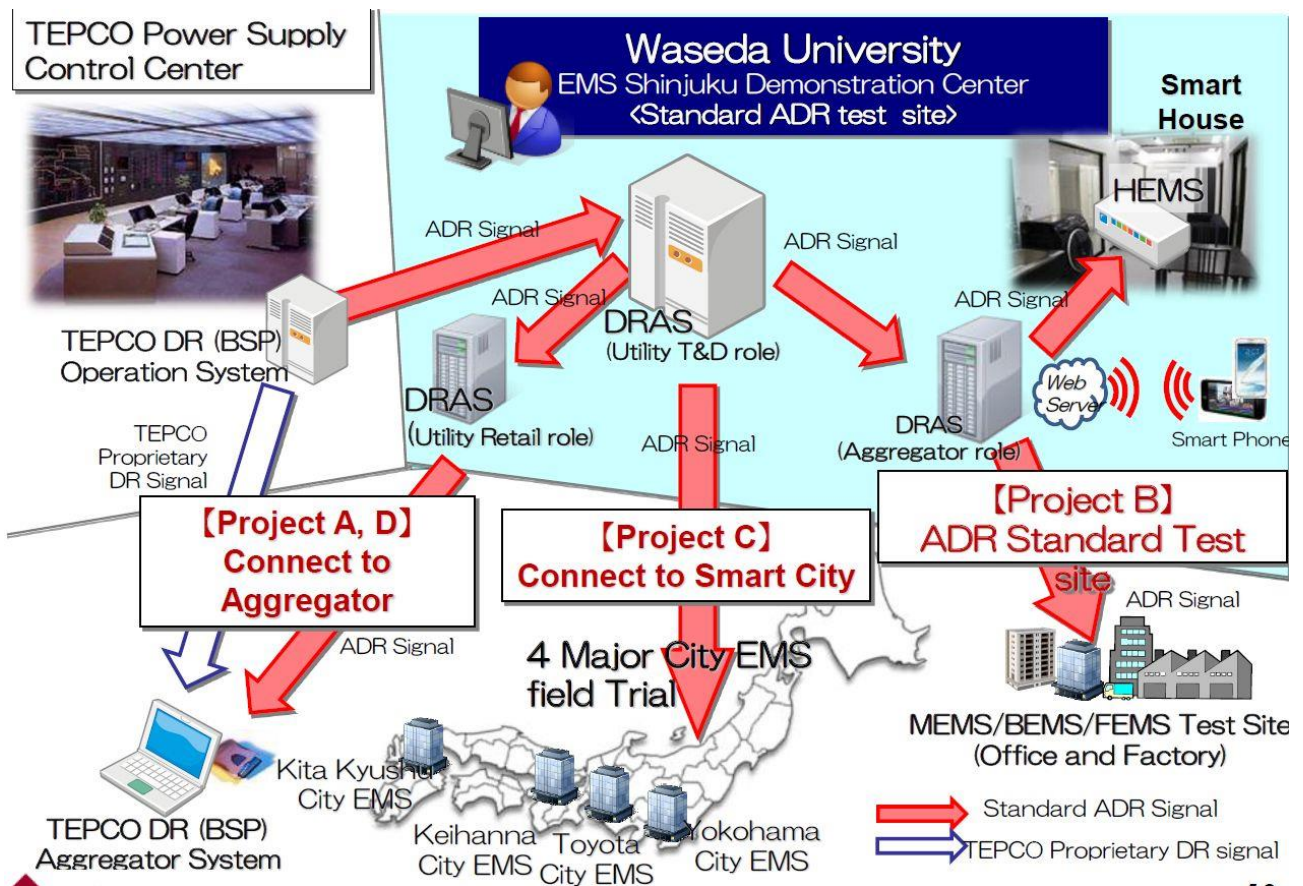 TEPCO Power Supply
Control Center
Waseda University
EMS Shinjuku Demonstration Center
<Standard ADR test site>
Smart
House
HEMS
ADR Signal
ADR Signal
ADR Signal
ADR Signal
TEPCO DR (BSP)
Operation System
DRAS
(Utility T&D role)
DRAS
(Utility Retail role)
Web
Server
Smart Phone
DRAS
(Aggregator role)
TEPCO
Proprietary
DR Signal
ADR Signal
【Project A, D】
Connect to
Aggregator
【Project C】
Connect to Smart City
【Project B】
ADR Standard Test
site
ADR Signal
ADR Signal
4 Major City EMS
field Trial
MEMS/BEMS/FEMS Test Site
(Office and Factory)
Kita Kyushu
City EMS
Keihanna
City EMS
Toyota
City EMS
Yokohama
City EMS
TEPCO DR (BSP)
Aggregator System
Standard ADR Signal
TEPCO Proprietary DR signal